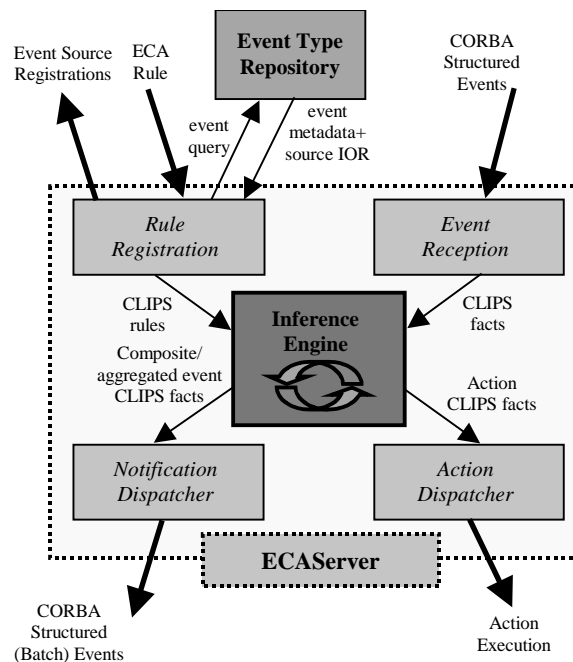 Event Source
Registrations
ECA
Rule
Event Type
Repository
CORBA
Structured
Events
event
query
event
metadata+
source IOR
Rule
Registration
Event
Reception
CLIPS
rules
Inference
Engine
CLIPS
facts
Composite/
aggregated event
CLIPS facts
Action
CLIPS facts
Notification
Dispatcher
Action
Dispatcher
ECAServer
CORBA
Structured
(Batch) Events
Action
Execution